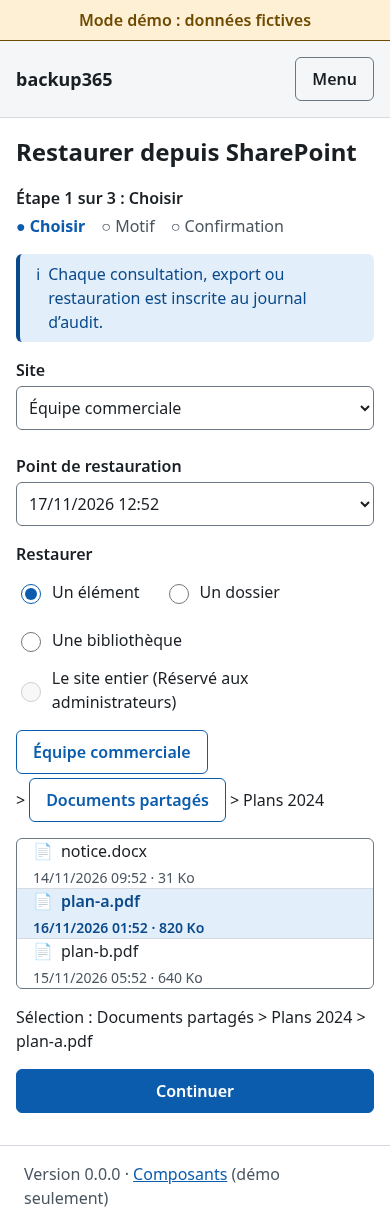 Mode démo : données fictives
backup365
Menu
Restaurer depuis SharePoint
Étape 1 sur 3 : Choisir
● Choisir ○ Motif ○ Confirmation
i Chaque consultation, export ou
restauration est inscrite au journal
d’audit.
Site
Équipe commerciale
Point de restauration
17/11/2026 12:52
Restaurer
Un élément
Un dossier
Une bibliothèque
Le site entier (Réservé aux
administrateurs)
Équipe commerciale
> Documents partagés > Plans 2024
notice.docx
14/11/2026 09:52 · 31 Ko
plan-a.pdf
16/11/2026 01:52 · 820 Ko
plan-b.pdf
15/11/2026 05:52 · 640 Ko
Sélection : Documents partagés > Plans 2024 >
plan-a.pdf
Continuer
Version 0.0.0 · Composants (démo
seulement)